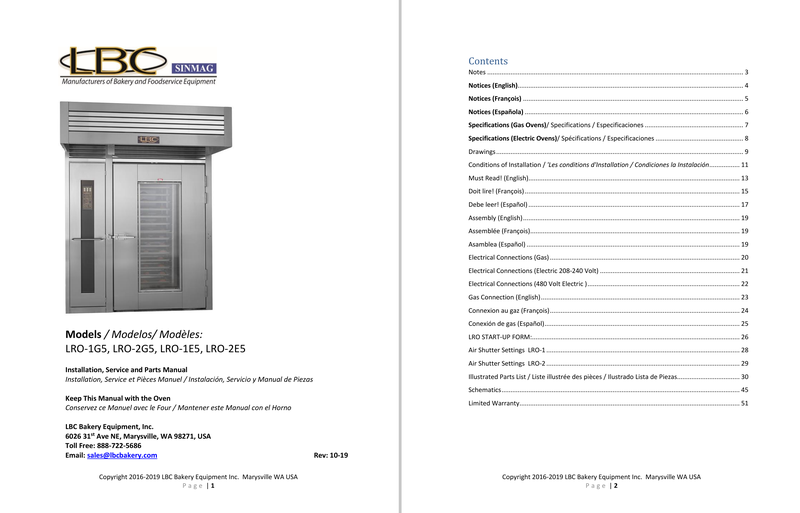 LBC
SINMAG
Manufacturers of Bakery and Foodservice Equipment
LBC
Models / Modelos/ Modèles:
LRO-1G5, LRO-2G5, LRO-1E5, LRO-2E5
Installation, Service and Parts Manual
Installation, Service et Pièces Manuel / Instalación, Servicio y Manual de Piezas
Keep This Manual with the Oven
Conservez ce Manuel avec le Four / Mantener este Manual con el Horno
LBC Bakery Equipment, Inc.
6026 31st Ave NE, Marysville, WA 98271, USA
Toll Free: 888-722-5686
Email: sales@lbcbakery.com Rev: 10-19
Copyright 2016-2019 LBC Bakery Equipment Inc. Marysville WA USA
Page | 1
Contents
Notes 3
Notices (English) 4
Notices (Français) 5
Notices (Española) 6
Specifications (Gas Ovens)/ Specifications / Especificaciones 7
Specifications (Electric Ovens)/ Spécifications / Especificaciones 8
Drawings 9
Conditions of Installation / 'Les conditions d'Installation / Condiciones la Instalación 11
Must Read! (English) 13
Doit lire! (Français) 15
Debe leer! (Español) 17
Assembly (English) 19
Assemblée (Français) 19
Asamblea (Español) 19
Electrical Connections (Gas) 20
Electrical Connections (Electric 208-240 Volt) 21
Electrical Connections (480 Volt Electric ) 22
Gas Connection (English) 23
Connexion au gaz (Français) 24
Conexión de gas (Español) 25
LRO START-UP FORM: 26
Air Shutter Settings LRO-1 28
Air Shutter Settings LRO-2 29
Illustrated Parts List / Liste illustrée des pièces / Ilustrado Lista de Piezas 30
Schematics 45
Limited Warranty 51
Copyright 2016-2019 LBC Bakery Equipment Inc. Marysville WA USA
Page | 2